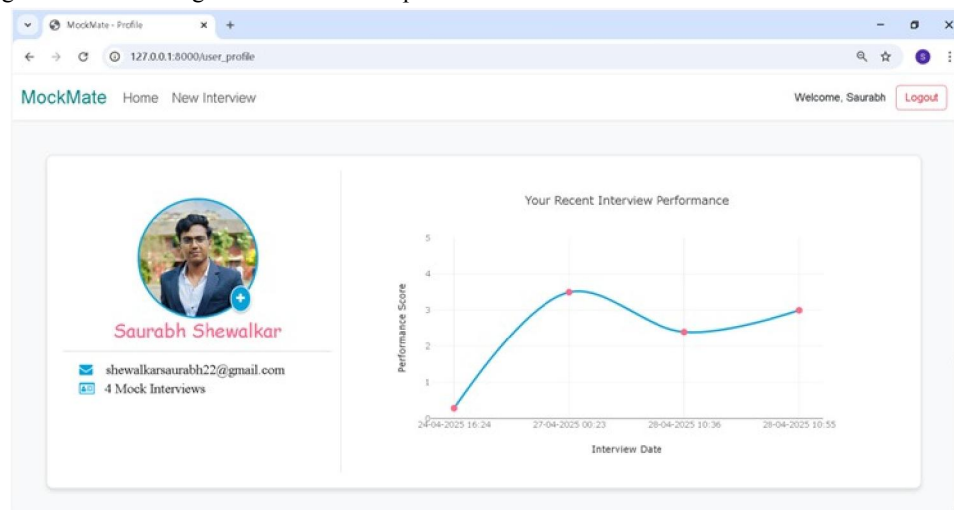 MockMate - Profile
127.0.0.1:8000/user_profile
S
MockMate Home New Interview
Welcome, Saurabh Logout
Saurabh Shewalkar
shewalkarsaurabh22@gmail.com
4 Mock Interviews
Your Recent Interview Performance
Performance Score
5
4
3
2
1
0
24-04-2025 16:24
27-04-2025 00:23
28-04-2025 10:36
28-04-2025 10:55
Interview Date